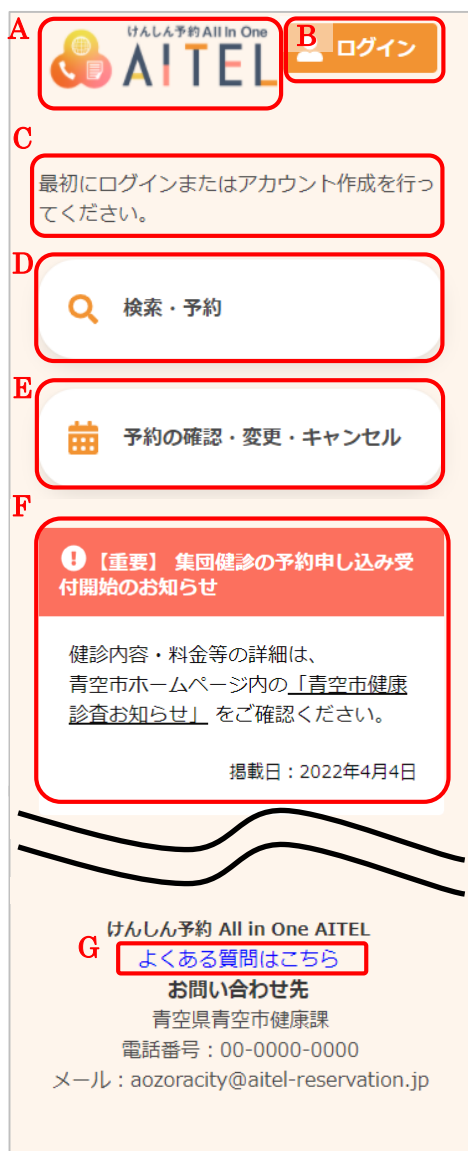 A
けんしん予約 All In One
AITEL
B
ログイン
C
最初にログインまたはアカウント作成を行っ
てください。
D
検索・予約
E
予約の確認・変更・キャンセル
F
【重要】 集団健診の予約申し込み受
付開始のお知らせ
健診内容・料金等の詳細は、
青空市ホームページ内の「青空市健康
診査お知らせ」 をご確認ください。
掲載日：2022年4月4日
けんしん予約 All in One AITEL
G
よくある質問はこちら
お問い合わせ先
青空県青空市健康課
電話番号：00-0000-0000
メール：aozoracity@aitel-reservation.jp